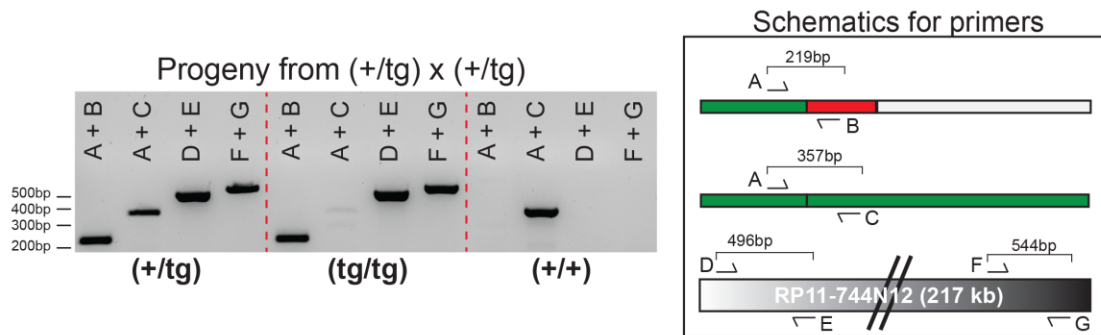 Progeny from (+/tg) x (+/tg)
A + B
A + C
D + E
F + G
A + B
A + C
D + E
F + G
A + B
A + C
D + E
F + G
500bp
400bp
300bp
200bp
(+/tg)
(tg/tg)
(+/+)
Schematics for primers
219bp
A
B
357bp
A
C
496bp
544bp
D
F
RP11-744N12 (217 kb)
E
G